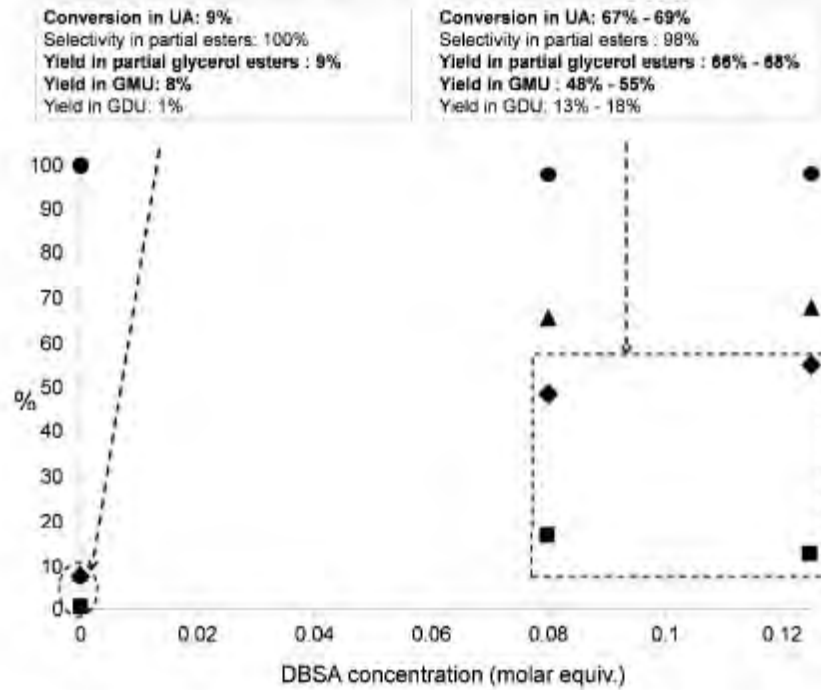 Conversion in UA: 9%
Selectivity in partial esters: 100%
Yield in partial glycerol esters : 9%
Yield in GMU: 8%
Yield in GDU: 1%
Conversion in UA: 67% - 69%
Selectivity in partial esters : 98%
Yield in partial glycerol esters : 66% - 68%
Yield in GMU : 48% - 55%
Yield in GDU: 13% - 18%
100
90
80
70
60
50
%
40
30
20
10
0
0 0.02 0.04 0.06 0.08 0.1 0.12
DBSA concentration (molar equiv.)